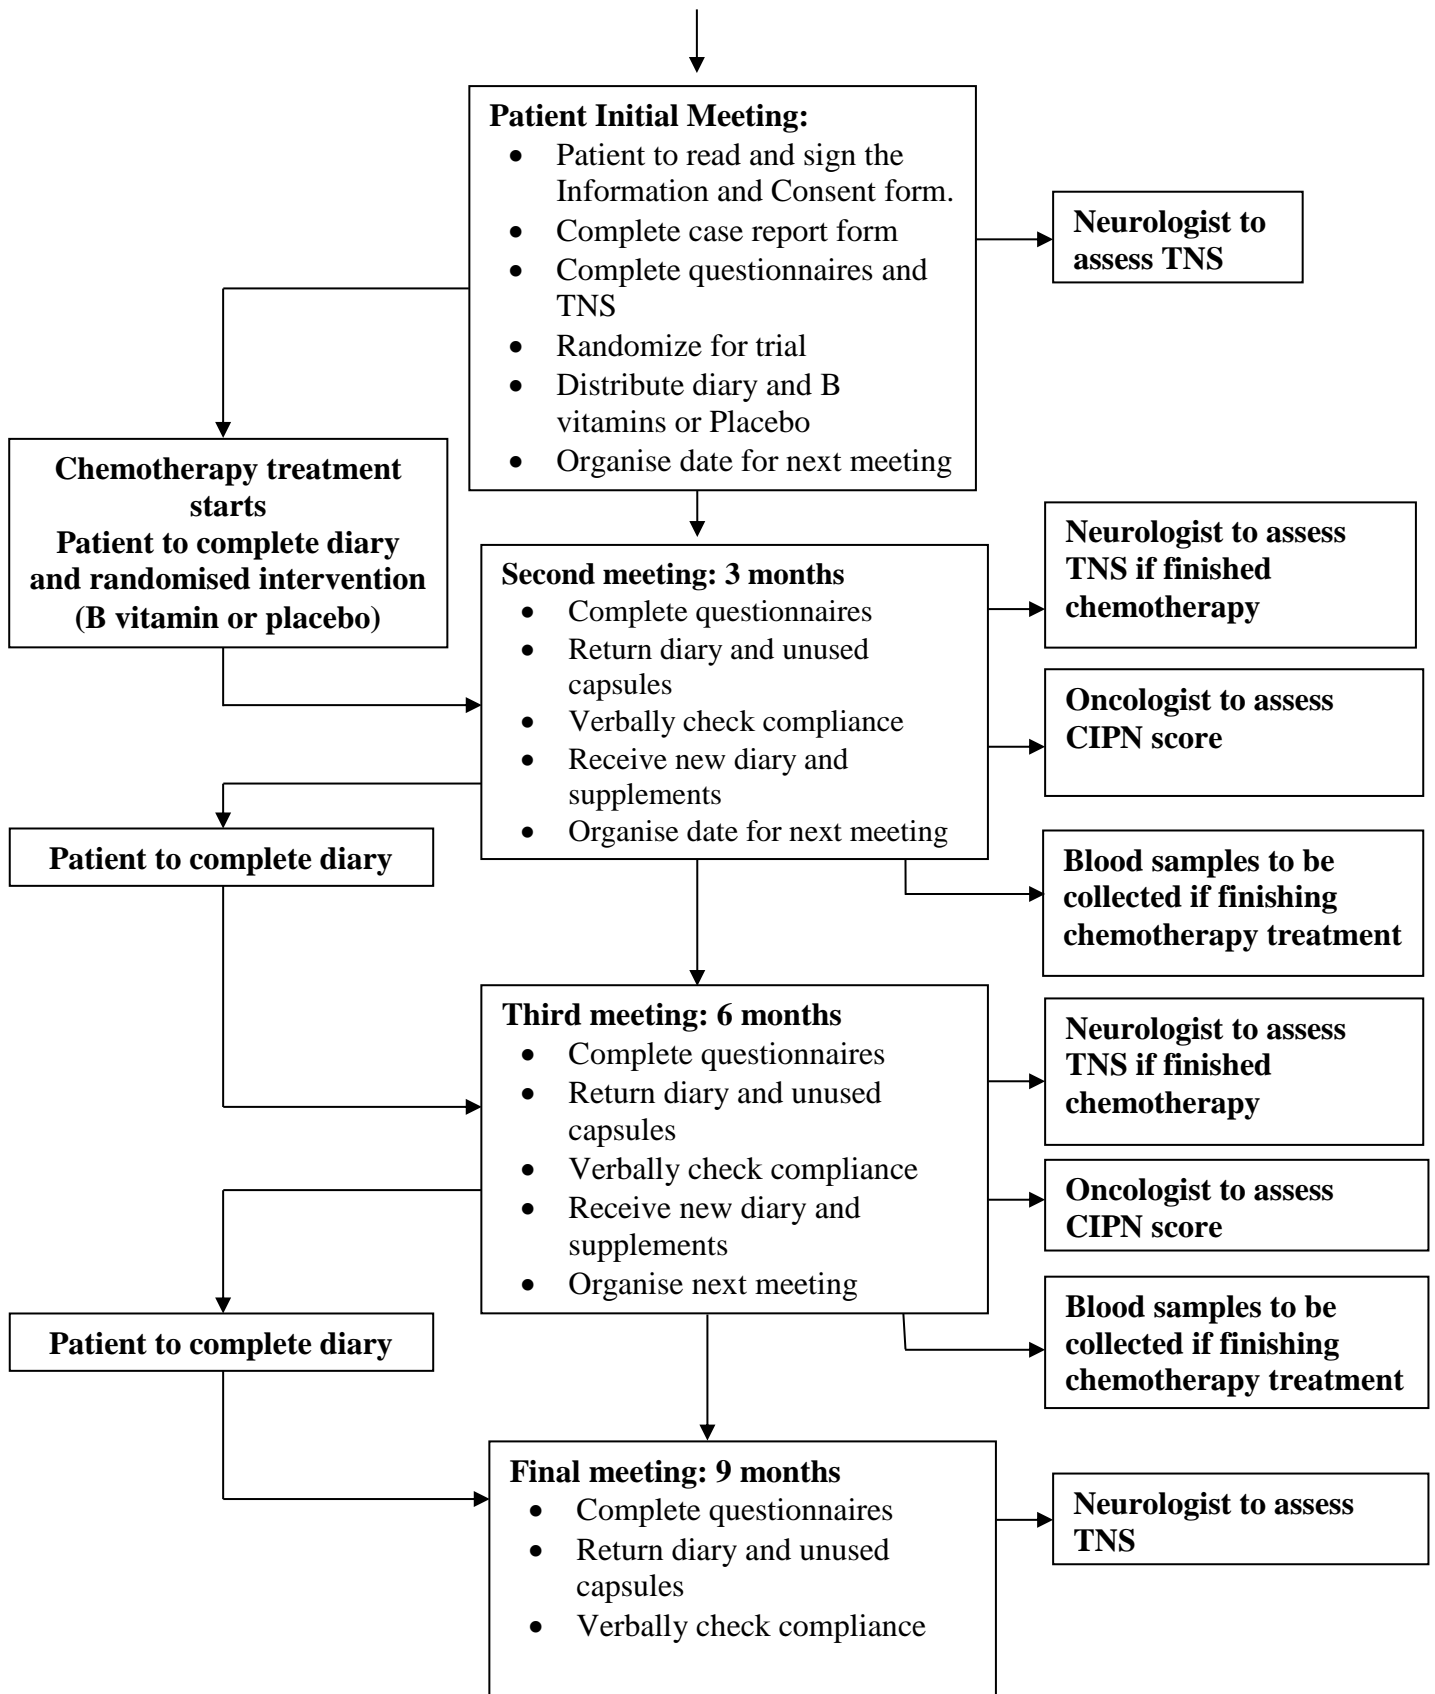 Patient Initial Meeting:
• Patient to read and sign the
Information and Consent form.
• Complete case report form
• Complete questionnaires and
TNS
• Randomize for trial
• Distribute diary and B
vitamins or Placebo
• Organise date for next meeting
Neurologist to
assess TNS
Chemotherapy treatment
starts
Patient to complete diary
and randomised intervention
(B vitamin or placebo)
Second meeting: 3 months
• Complete questionnaires
• Return diary and unused
capsules
• Verbally check compliance
• Receive new diary and
supplements
• Organise date for next meeting
Neurologist to assess
TNS if finished
chemotherapy
Oncologist to assess
CIPN score
Blood samples to be
collected if finishing
chemotherapy treatment
Patient to complete diary
Third meeting: 6 months
• Complete questionnaires
• Return diary and unused
capsules
• Verbally check compliance
• Receive new diary and
supplements
• Organise next meeting
Neurologist to assess
TNS if finished
chemotherapy
Oncologist to assess
CIPN score
Blood samples to be
collected if finishing
chemotherapy treatment
Patient to complete diary
Final meeting: 9 months
• Complete questionnaires
• Return diary and unused
capsules
• Verbally check compliance
Neurologist to assess
TNS